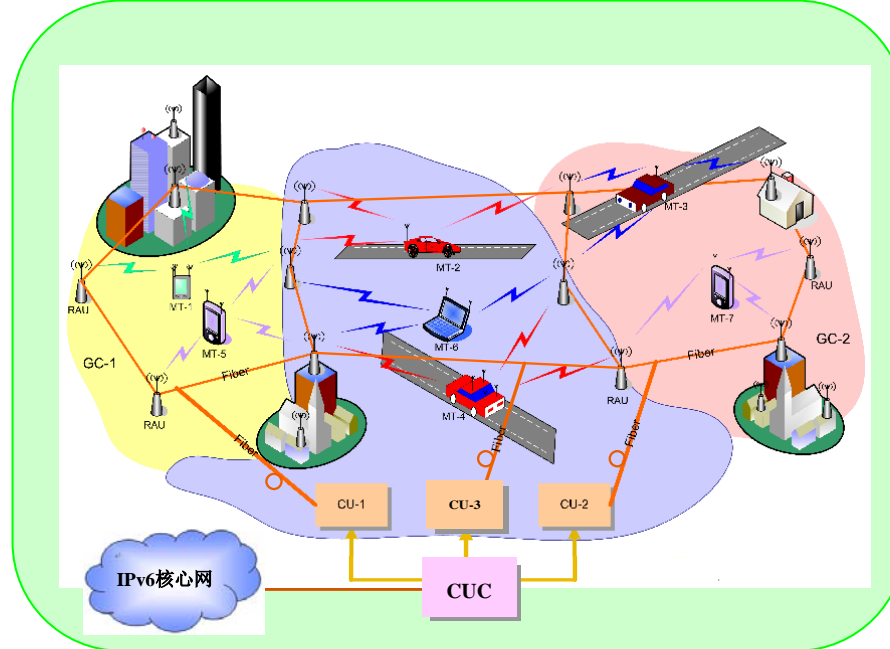 MT-3
MT-2
RAU
MT-1
RAU
MT-7
MT-5
MT-6
GC-1
GC-2
Fiber
Fiber
RAU
RAU
MT-4
Fiber
Fiber
Fibe
CU-1
CU-3
CU-2
IPv6核心网
CUC